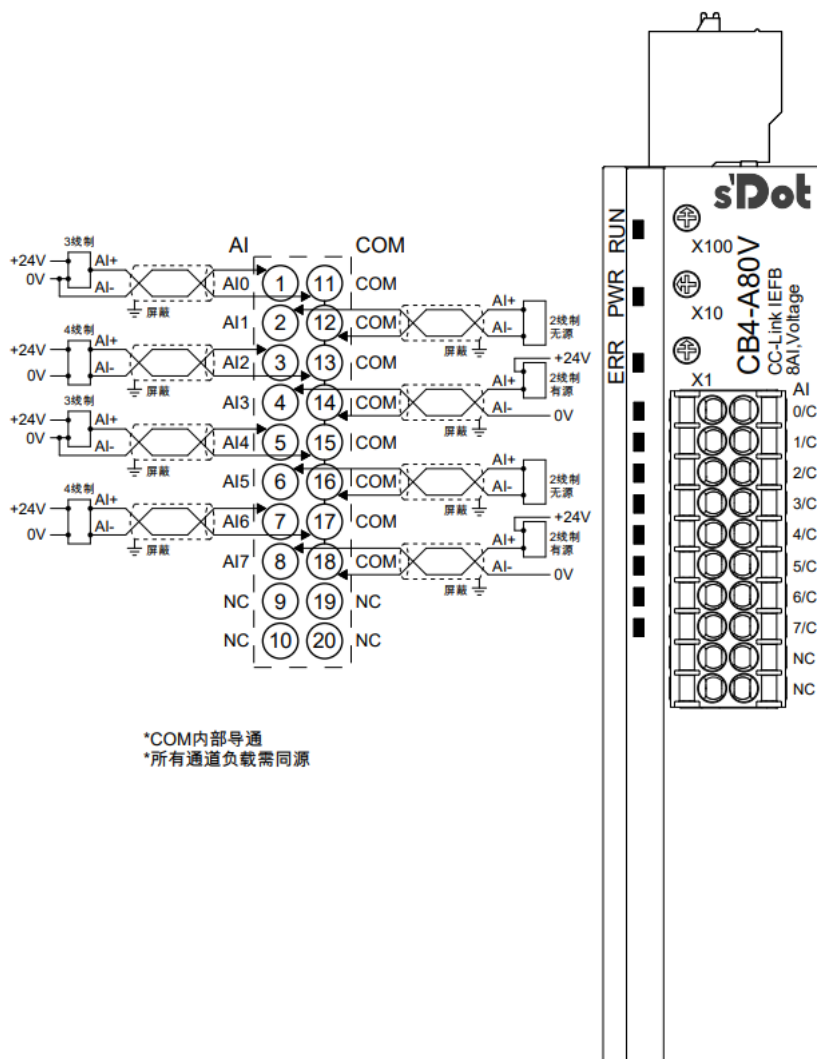 s'Dot
RUN
PWR
ERR
X100
X10
X1
CB4-A80V
CC-Link IEFB
8AI,Voltage
AI
0/C
1/C
2/C
3/C
4/C
5/C
6/C
7/C
NC
NC
AI
COM
3线制
+24V
0V
AI+
AI-
屏蔽
AI0
1
11
COM
AI1
2
12
COM
AI+
AI-
屏蔽
2线制
无源
4线制
+24V
0V
AI+
AI-
屏蔽
AI2
3
13
COM
AI3
4
14
COM
AI+
AI-
屏蔽
+24V
2线制
有源
0V
3线制
+24V
0V
AI+
AI-
屏蔽
AI4
5
15
COM
AI5
6
16
COM
AI+
AI-
屏蔽
2线制
无源
4线制
+24V
0V
AI+
AI-
屏蔽
AI6
7
17
COM
AI7
8
18
COM
AI+
AI-
屏蔽
+24V
2线制
有源
0V
NC
9
19
NC
NC
10
20
NC
*COM内部导通
*所有通道负载需同源